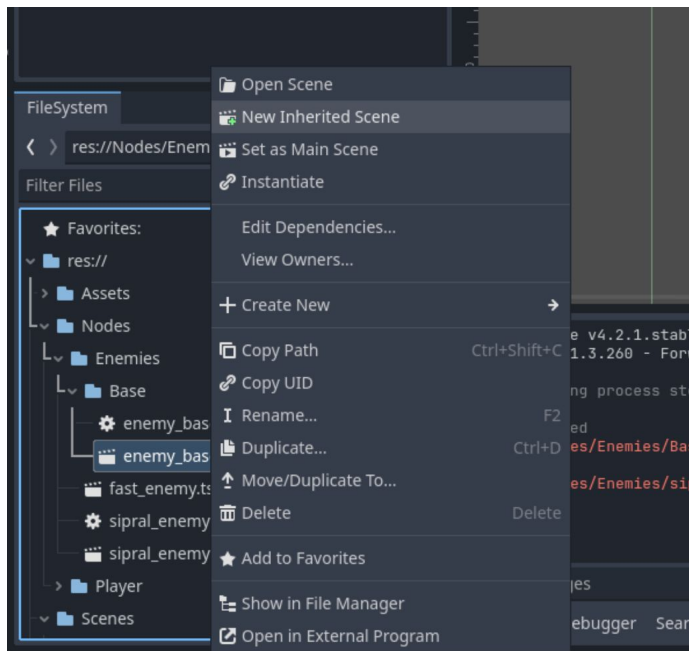 FileSystem
res://Nodes/Enem
Filter Files
Favorites:
res://
Assets
Nodes
Enemies
Base
enemy_bas
enemy_bas
fast_enemy.ts
sipral_enemy
sipral_enemy
Player
Scenes
Open Scene
New Inherited Scene
Set as Main Scene
Instantiate
Edit Dependencies...
View Owners...
Create New
Copy Path Ctrl+Shift+C
Copy UID
Rename... F2
Duplicate... Ctrl+D
Move/Duplicate To...
Delete Delete
Add to Favorites
Show in File Manager
Open in External Program
e v4.2.1.stab
1.3.260 - For
ng process st
ed
es/Enemies/Ba
es/Enemies/si
ges
ebugger Sear